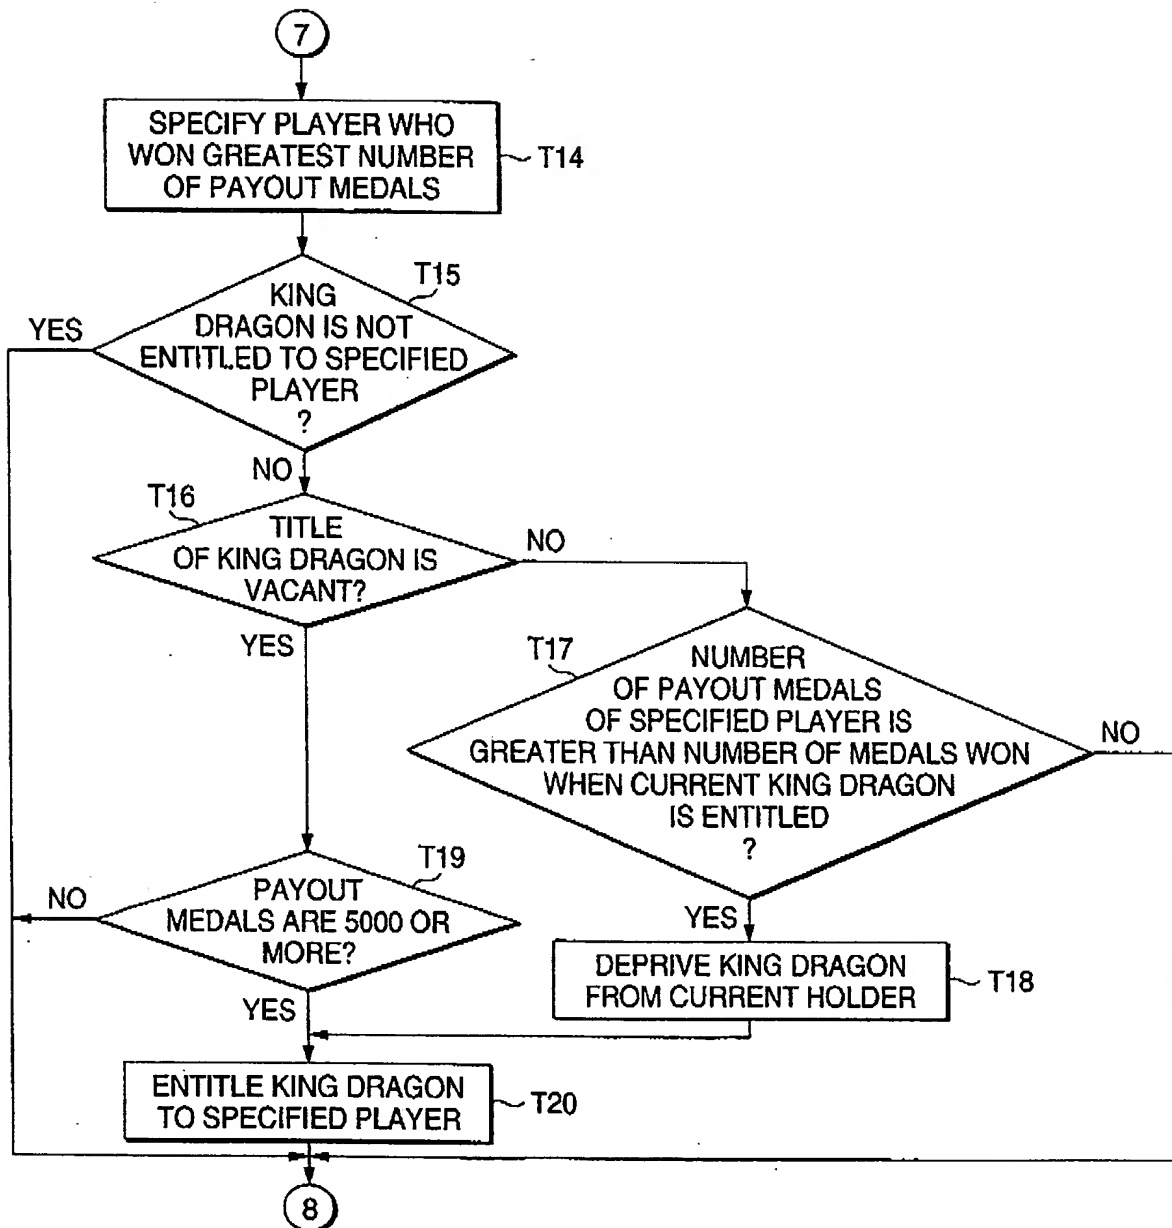 7
SPECIFY PLAYER WHO
WON GREATEST NUMBER
OF PAYOUT MEDALS
T14
T15
KING
DRAGON IS NOT
ENTITLED TO SPECIFIED
PLAYER
?
YES
NO
T16
TITLE
OF KING DRAGON IS
VACANT?
NO
YES
T17
NUMBER
OF PAYOUT MEDALS
OF SPECIFIED PLAYER IS
GREATER THAN NUMBER OF MEDALS WON
WHEN CURRENT KING DRAGON
IS ENTITLED
?
NO
YES
T19
PAYOUT
MEDALS ARE 5000 OR
MORE?
NO
YES
DEPRIVE KING DRAGON
FROM CURRENT HOLDER
T18
ENTITLE KING DRAGON
TO SPECIFIED PLAYER
T20
8